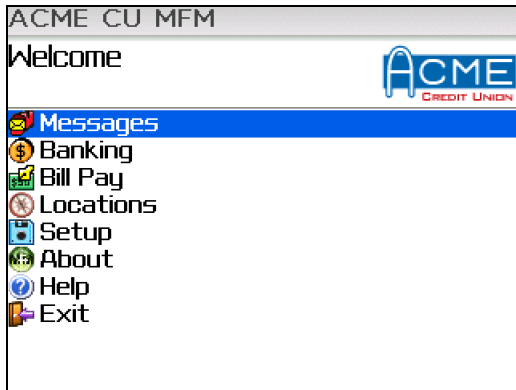 ACME CU MFM
Welcome
ACME
CREDIT UNION
Messages
Banking
Bill Pay
Locations
Setup
About
Help
Exit